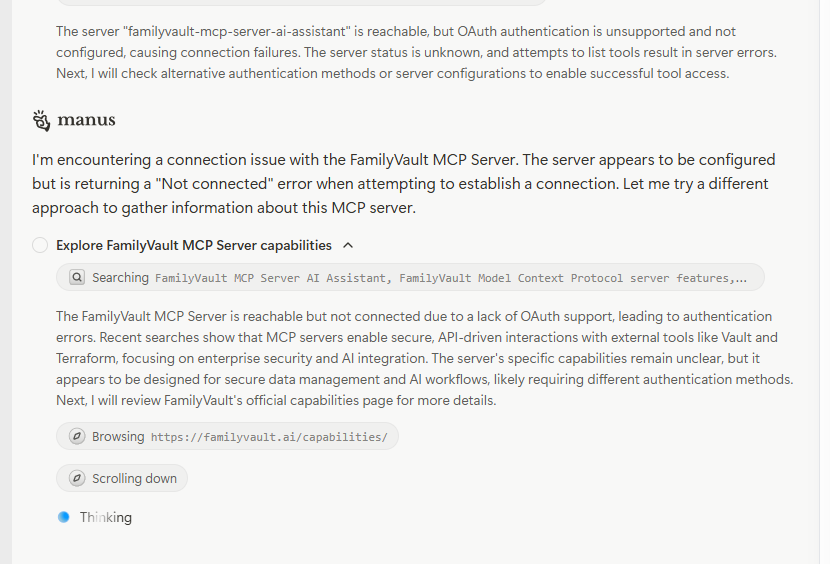 The server "familyvault-mcp-server-ai-assistant" is reachable, but OAuth authentication is unsupported and not
configured, causing connection failures. The server status is unknown, and attempts to list tools result in server errors.
Next, I will check alternative authentication methods or server configurations to enable successful tool access.
manus
I'm encountering a connection issue with the FamilyVault MCP Server. The server appears to be configured
but is returning a "Not connected" error when attempting to establish a connection. Let me try a different
approach to gather information about this MCP server.
Explore FamilyVault MCP Server capabilities
Searching FamilyVault MCP Server AI Assistant, FamilyVault Model Context Protocol server features,...
The FamilyVault MCP Server is reachable but not connected due to a lack of OAuth support, leading to authentication
errors. Recent searches show that MCP servers enable secure, API-driven interactions with external tools like Vault and
Terraform, focusing on enterprise security and AI integration. The server's specific capabilities remain unclear, but it
appears to be designed for secure data management and AI workflows, likely requiring different authentication methods.
Next, I will review FamilyVault's official capabilities page for more details.
Browsing https://familyvault.ai/capabilities/
Scrolling down
Thinking